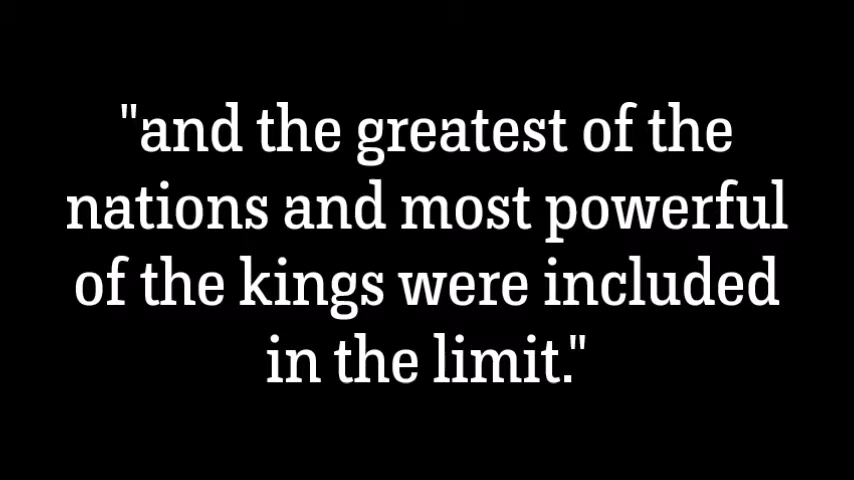 "and the greatest of the
nations and most powerful
of the kings were included
in the limit."